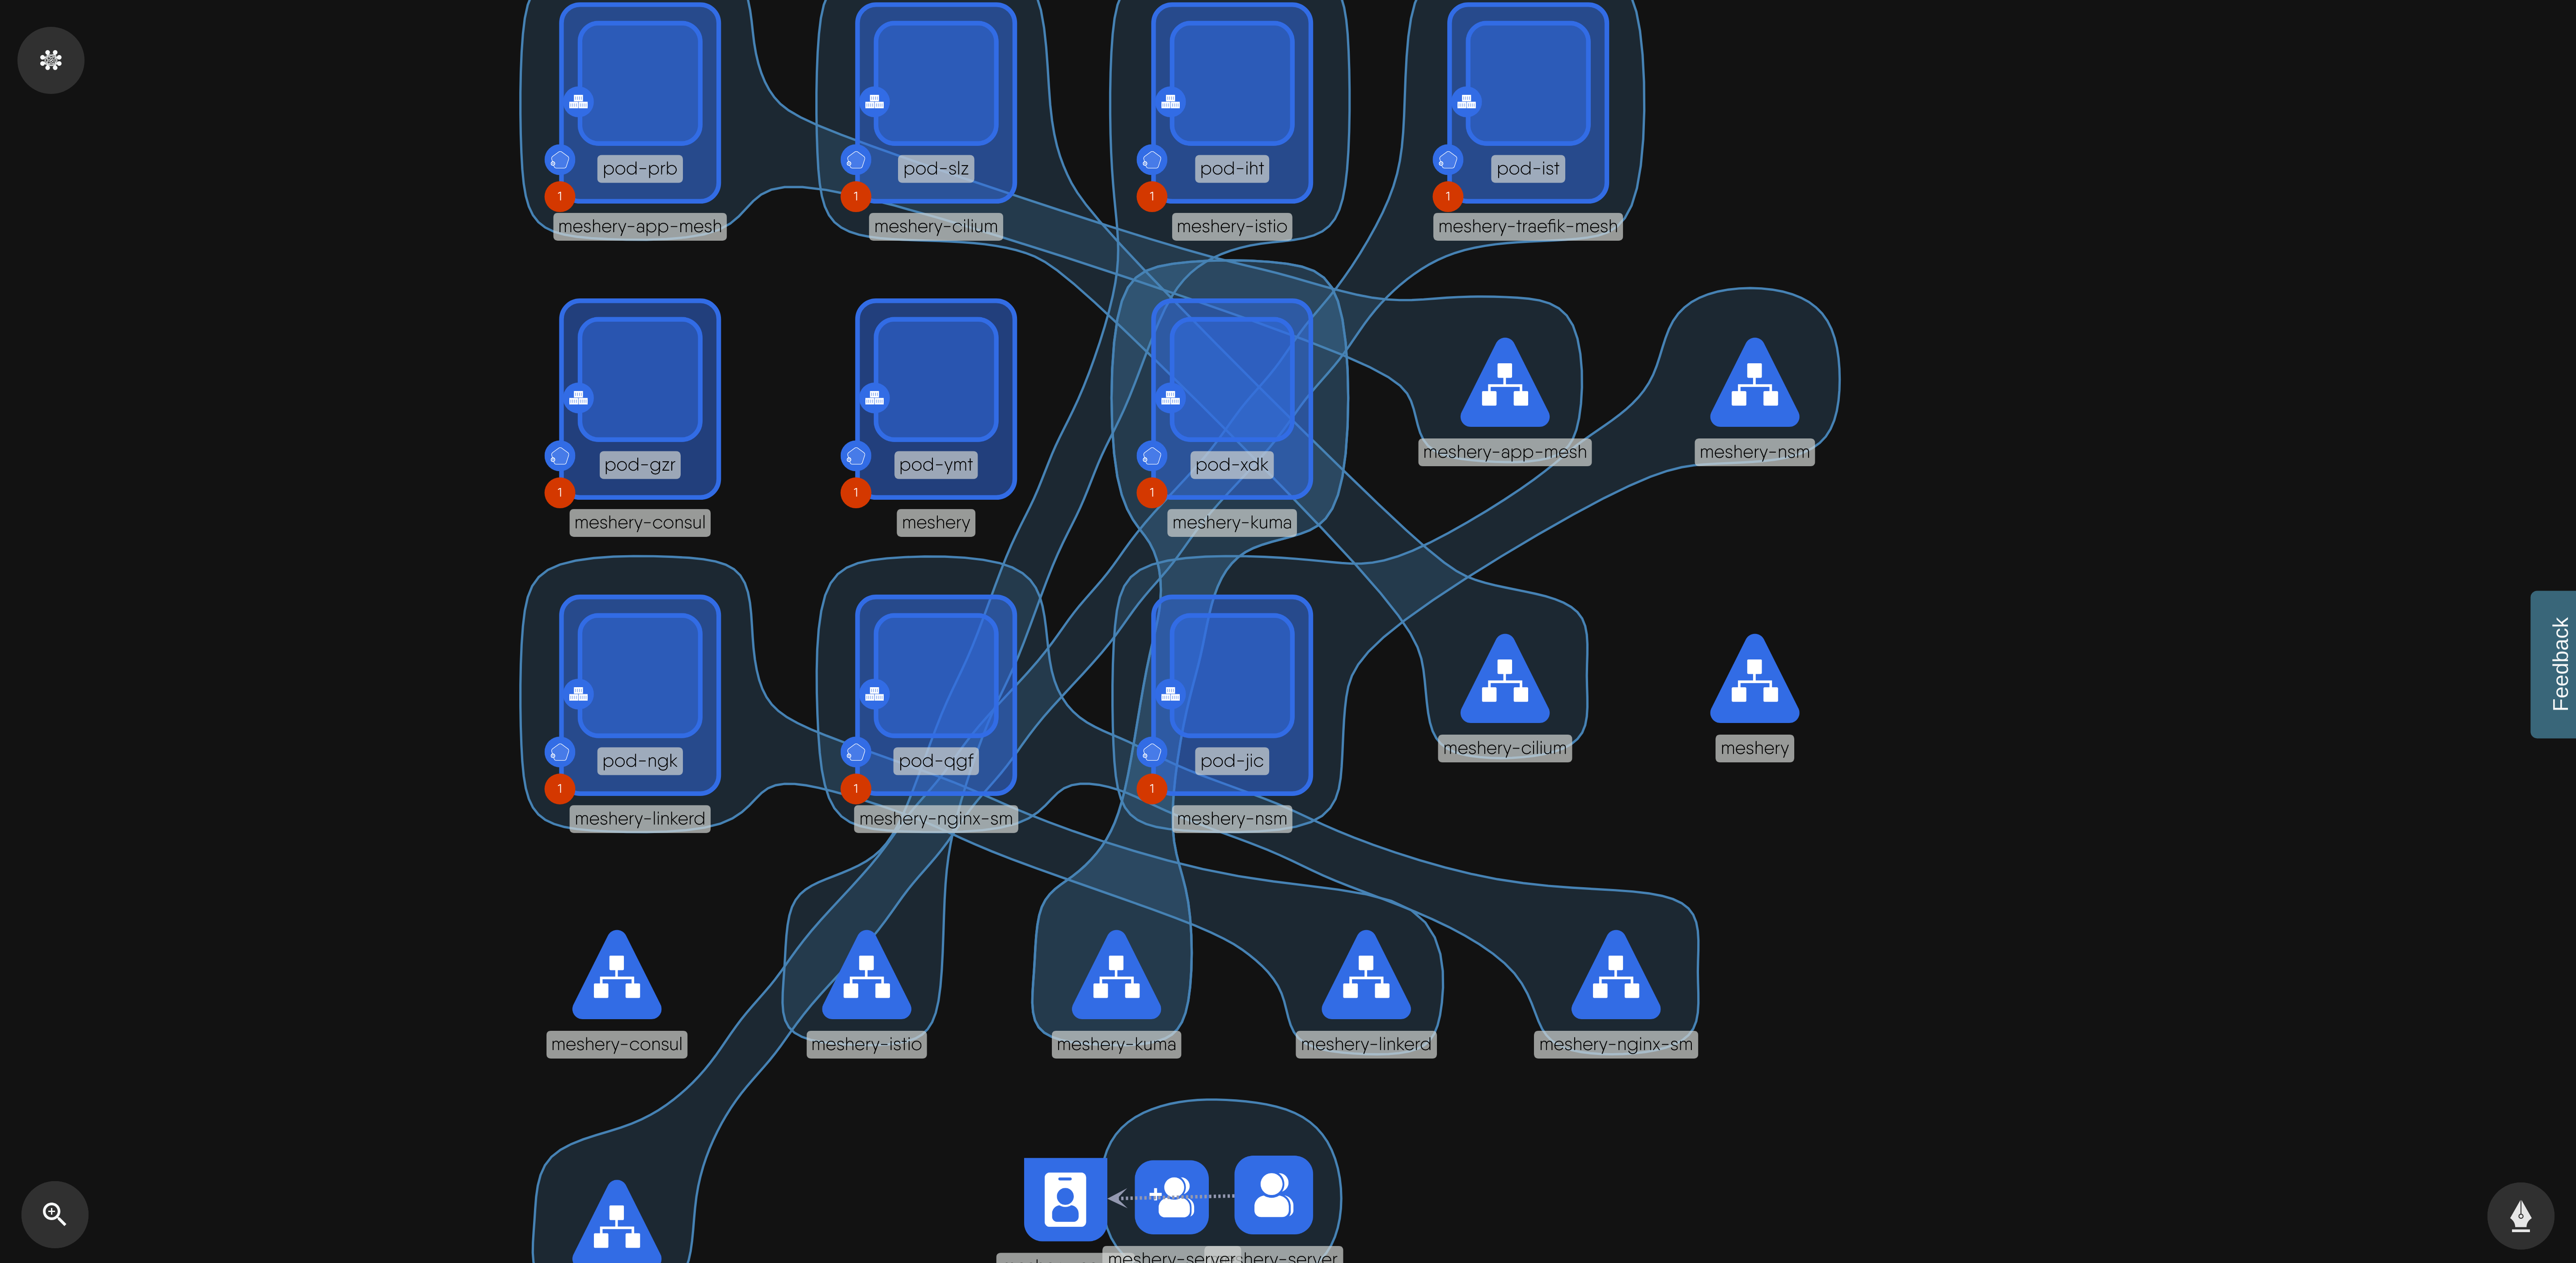 pod-prb
pod-slz
pod-iht
pod-ist
1
1
1
1
meshery-app-mesh
meshery-cilium
meshery-istio
meshery-traefik-mesh
pod-gzr
pod-ymt
pod-xdk
meshery-app-mesh
meshery-nsm
1
1
1
meshery-consul
meshery
meshery-kuma
Feedback
pod-ngk
pod-qgf
pod-jic
meshery-cilium
meshery
1
1
1
meshery-linkerd
meshery-nginx-sm
meshery-nsm
meshery-consul
meshery-istio
meshery-kuma
meshery-linkerd
meshery-nginx-sm
meshery-server